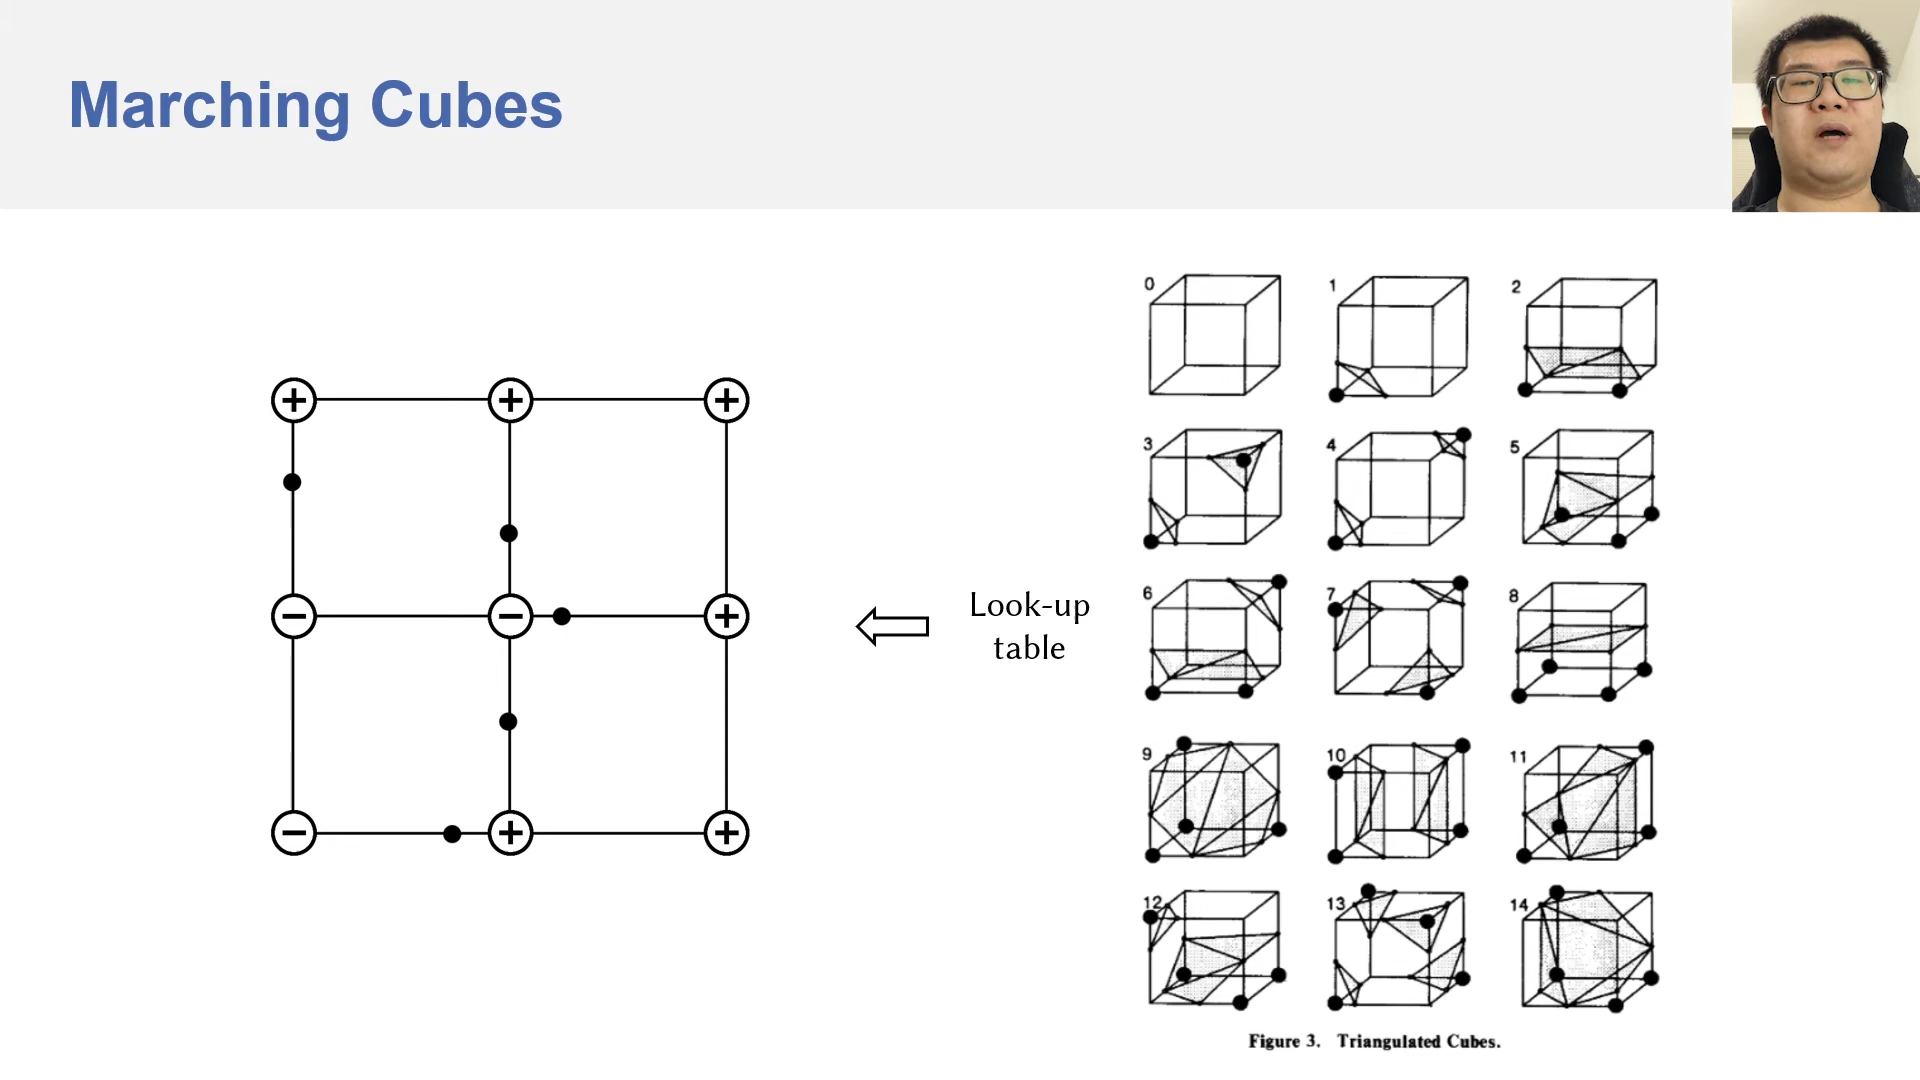 Marching Cubes
+ + +
− − +
− + +
Look-up
table
0 1 2
3 4 5
6 7 8
9 10 11
12 13 14
Figure 3. Triangulated Cubes.